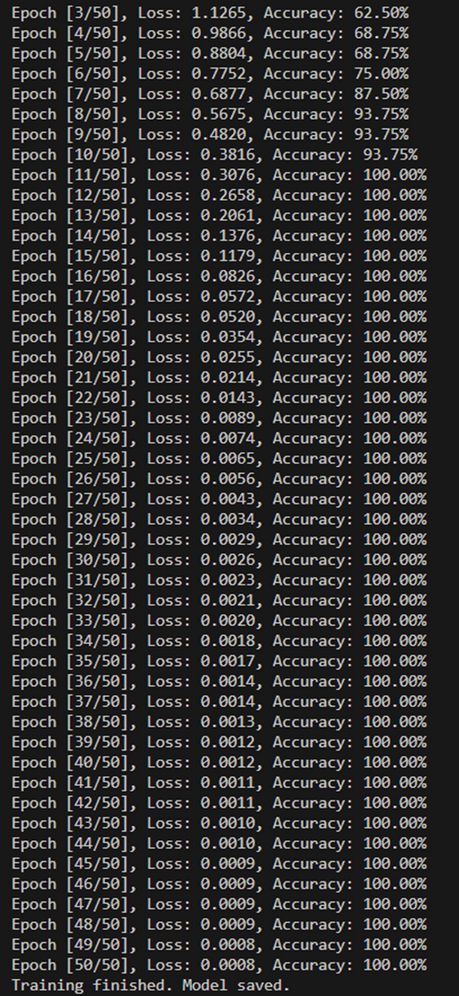 Epoch [3/50], Loss: 1.1265, Accuracy: 62.50%
Epoch [4/50], Loss: 0.9866, Accuracy: 68.75%
Epoch [5/50], Loss: 0.8804, Accuracy: 68.75%
Epoch [6/50], Loss: 0.7752, Accuracy: 75.00%
Epoch [7/50], Loss: 0.6877, Accuracy: 87.50%
Epoch [8/50], Loss: 0.5675, Accuracy: 93.75%
Epoch [9/50], Loss: 0.4820, Accuracy: 93.75%
Epoch [10/50], Loss: 0.3816, Accuracy: 93.75%
Epoch [11/50], Loss: 0.3076, Accuracy: 100.00%
Epoch [12/50], Loss: 0.2658, Accuracy: 100.00%
Epoch [13/50], Loss: 0.2061, Accuracy: 100.00%
Epoch [14/50], Loss: 0.1376, Accuracy: 100.00%
Epoch [15/50], Loss: 0.1179, Accuracy: 100.00%
Epoch [16/50], Loss: 0.0826, Accuracy: 100.00%
Epoch [17/50], Loss: 0.0572, Accuracy: 100.00%
Epoch [18/50], Loss: 0.0520, Accuracy: 100.00%
Epoch [19/50], Loss: 0.0354, Accuracy: 100.00%
Epoch [20/50], Loss: 0.0255, Accuracy: 100.00%
Epoch [21/50], Loss: 0.0214, Accuracy: 100.00%
Epoch [22/50], Loss: 0.0143, Accuracy: 100.00%
Epoch [23/50], Loss: 0.0089, Accuracy: 100.00%
Epoch [24/50], Loss: 0.0074, Accuracy: 100.00%
Epoch [25/50], Loss: 0.0065, Accuracy: 100.00%
Epoch [26/50], Loss: 0.0056, Accuracy: 100.00%
Epoch [27/50], Loss: 0.0043, Accuracy: 100.00%
Epoch [28/50], Loss: 0.0034, Accuracy: 100.00%
Epoch [29/50], Loss: 0.0029, Accuracy: 100.00%
Epoch [30/50], Loss: 0.0026, Accuracy: 100.00%
Epoch [31/50], Loss: 0.0023, Accuracy: 100.00%
Epoch [32/50], Loss: 0.0021, Accuracy: 100.00%
Epoch [33/50], Loss: 0.0020, Accuracy: 100.00%
Epoch [34/50], Loss: 0.0018, Accuracy: 100.00%
Epoch [35/50], Loss: 0.0017, Accuracy: 100.00%
Epoch [36/50], Loss: 0.0014, Accuracy: 100.00%
Epoch [37/50], Loss: 0.0014, Accuracy: 100.00%
Epoch [38/50], Loss: 0.0013, Accuracy: 100.00%
Epoch [39/50], Loss: 0.0012, Accuracy: 100.00%
Epoch [40/50], Loss: 0.0012, Accuracy: 100.00%
Epoch [41/50], Loss: 0.0011, Accuracy: 100.00%
Epoch [42/50], Loss: 0.0011, Accuracy: 100.00%
Epoch [43/50], Loss: 0.0010, Accuracy: 100.00%
Epoch [44/50], Loss: 0.0010, Accuracy: 100.00%
Epoch [45/50], Loss: 0.0009, Accuracy: 100.00%
Epoch [46/50], Loss: 0.0009, Accuracy: 100.00%
Epoch [47/50], Loss: 0.0009, Accuracy: 100.00%
Epoch [48/50], Loss: 0.0009, Accuracy: 100.00%
Epoch [49/50], Loss: 0.0008, Accuracy: 100.00%
Epoch [50/50], Loss: 0.0008, Accuracy: 100.00%
Training finished. Model saved.